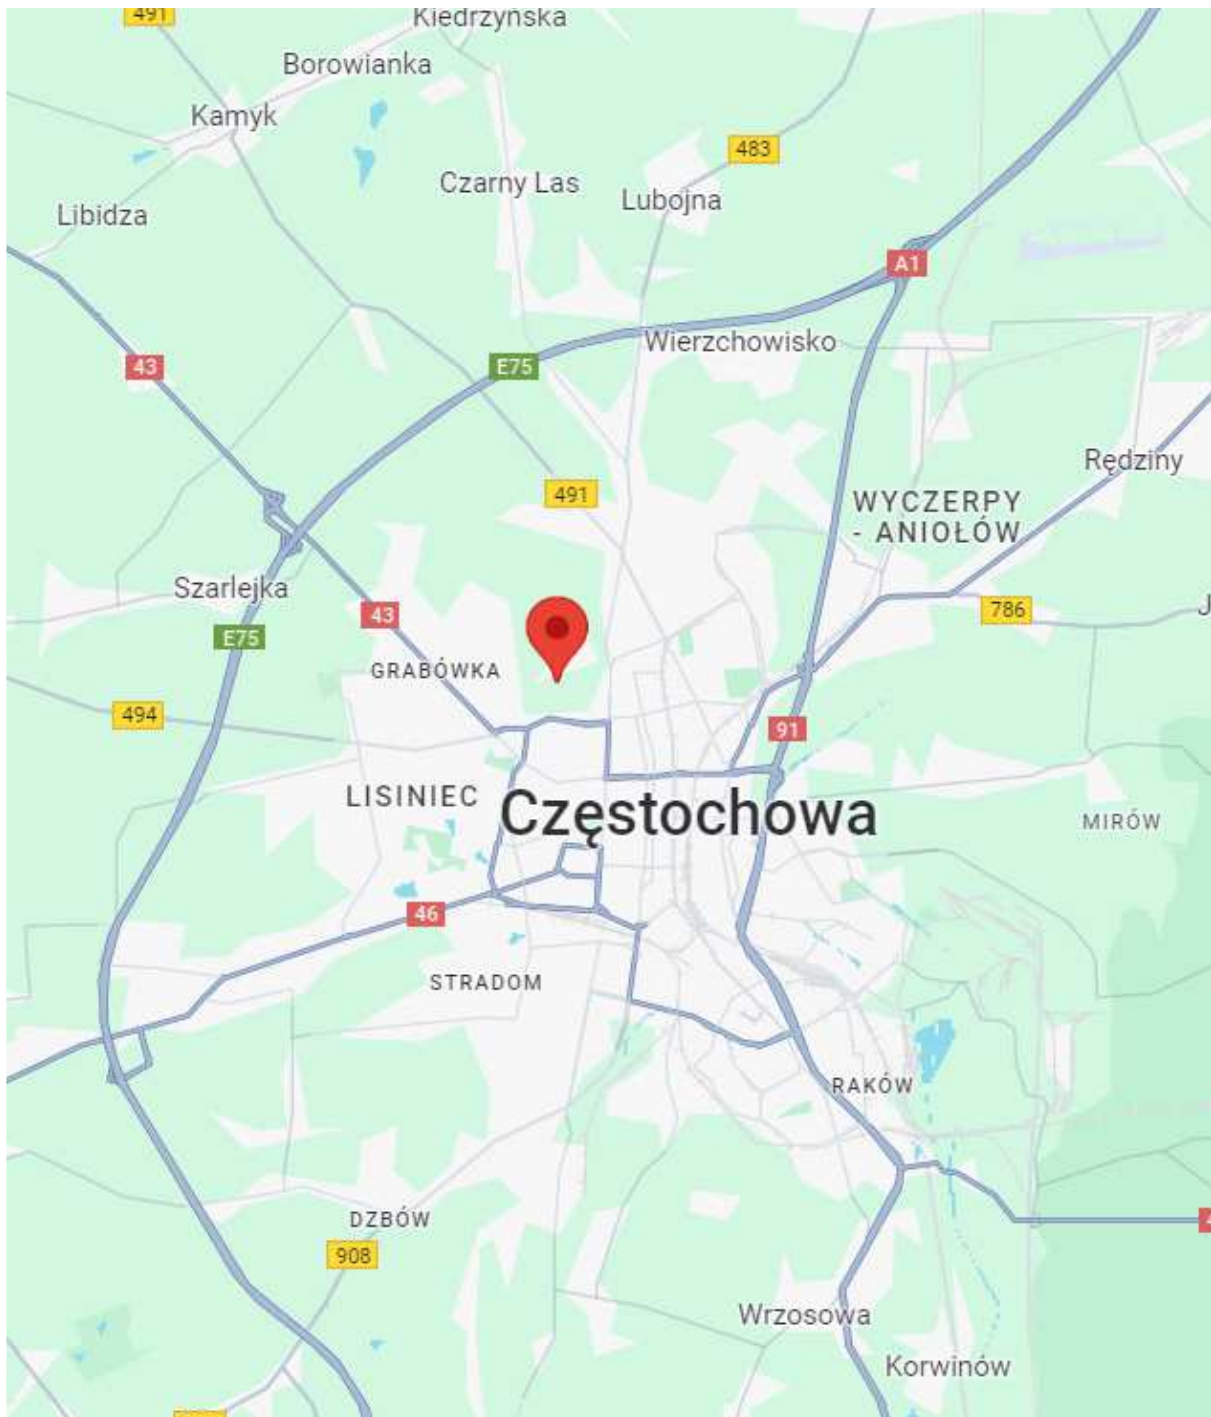 491
Kiedrzyńska
Borowianka
Kamyk
483
Czarny Las
Lubojna
Libidza
A1
Wierzchowisko
43
E75
Rędziny
491
WYCZERPY
- ANIOŁÓW
Szarlejka
43
786
J
E75
GRABÓWKA
494
91
LISINIEC
Częstochowa
MIRÓW
46
STRADOM
RAKÓW
DZBÓW
908
Wrzosowa
Korwinów